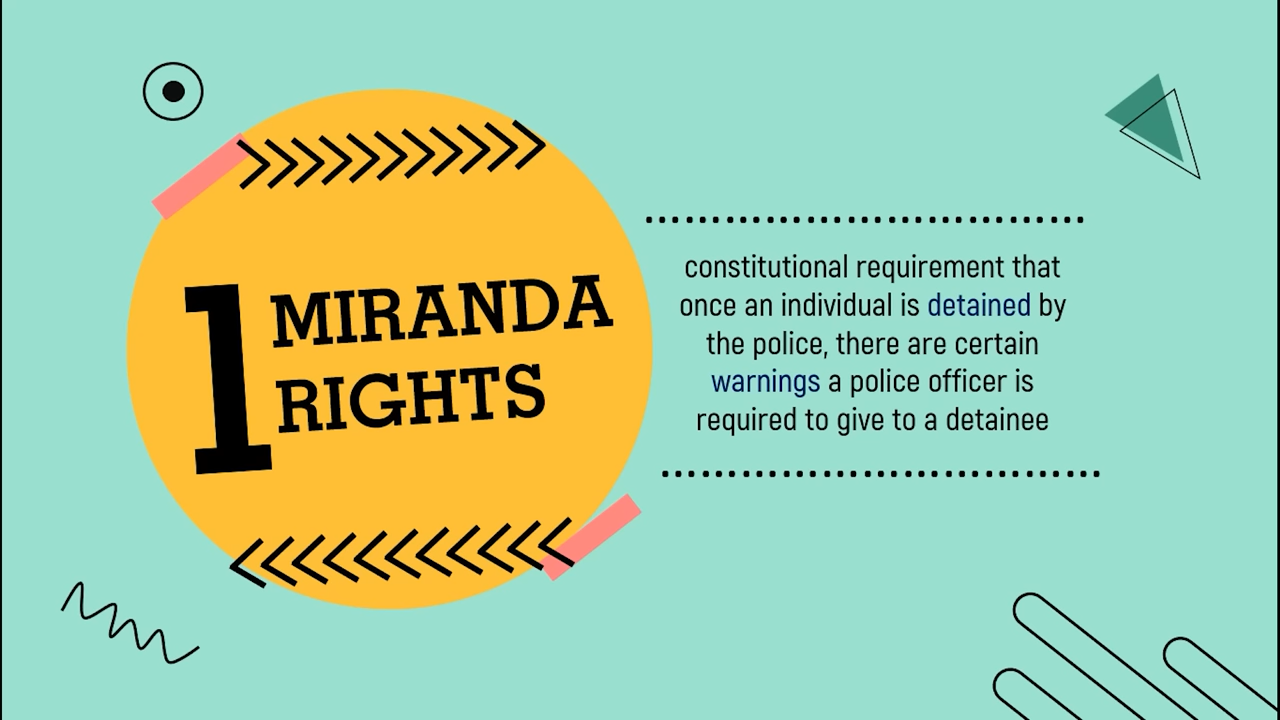 1 MIRANDA
RIGHTS
constitutional requirement that
once an individual is detained by
the police, there are certain
warnings a police officer is
required to give to a detainee